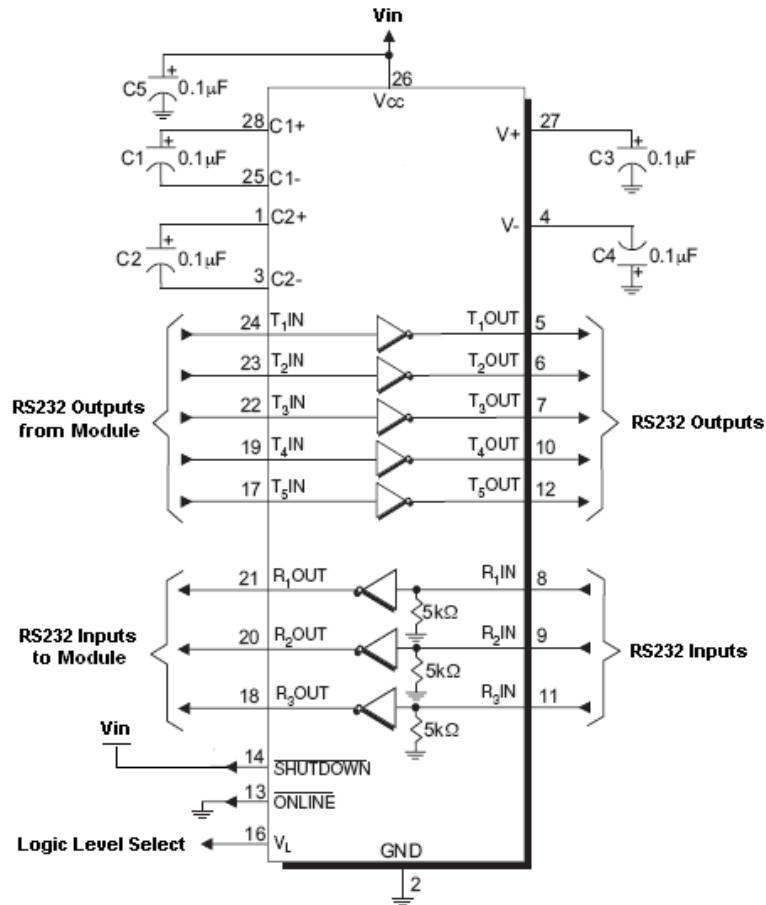 Vin
C5 + 0.1µF
26
Vcc
28 C1+
C1 + 0.1µF
25 C1-
1 C2+
C2 + 0.1µF
3 C2-
V+ 27
C3 + 0.1µF
V- 4
C4 + 0.1µF
24 T₁IN T₁OUT 5
23 T₂IN T₂OUT 6
22 T₃IN T₃OUT 7
19 T₄IN T₄OUT 10
17 T₅IN T₅OUT 12
RS232 Outputs
from Module
RS232 Outputs
21 R₁OUT R₁IN 8
5kΩ
20 R₂OUT R₂IN 9
5kΩ
18 R₃OUT R₃IN 11
5kΩ
RS232 Inputs
to Module
RS232 Inputs
Vin
14 SHUTDOWN
13 ONLINE
Logic Level Select 16 VL
GND
2